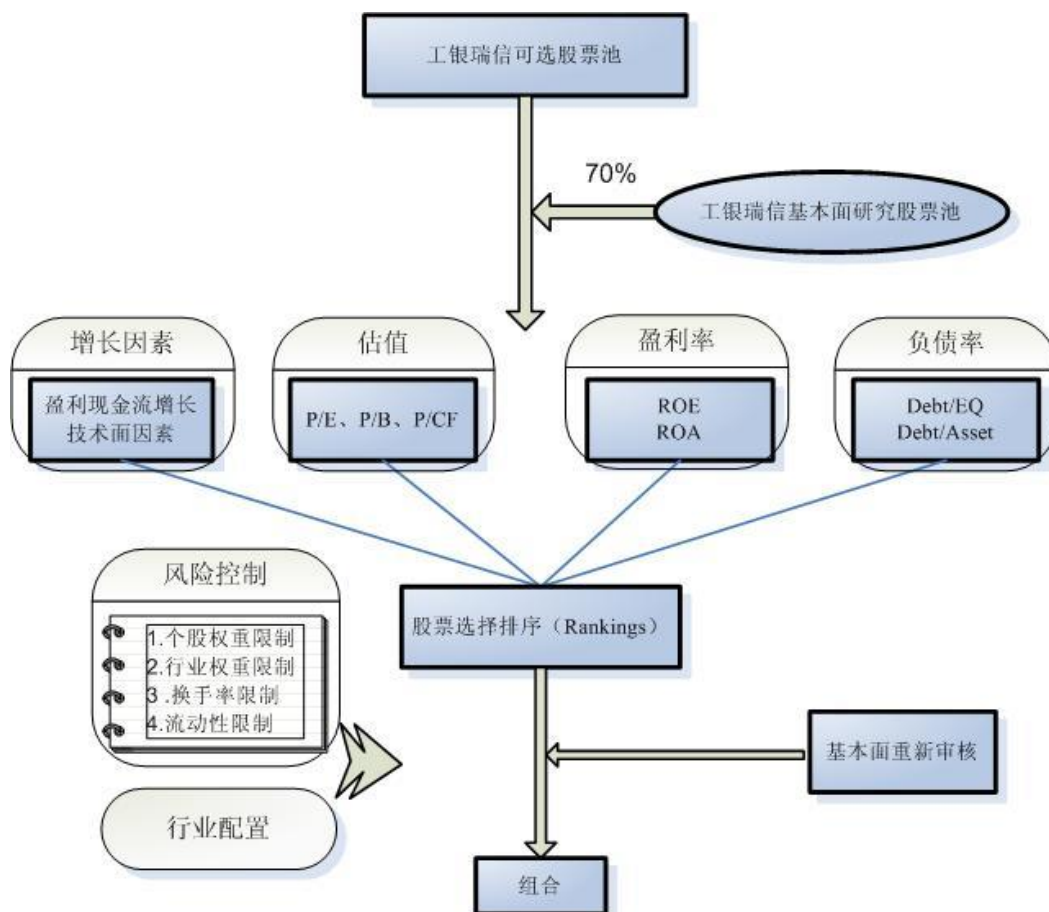 工银瑞信可选股票池
70%
工银瑞信基本面研究股票池
增长因素
盈利现金流增长
技术面因素
估值
P/E、P/B、P/CF
盈利率
ROE
ROA
负债率
Debt/EQ
Debt/Asset
风险控制
1.个股权重限制
2.行业权重限制
3 .换手率限制
4.流动性限制
行业配置
股票选择排序（Rankings）
基本面重新审核
组合